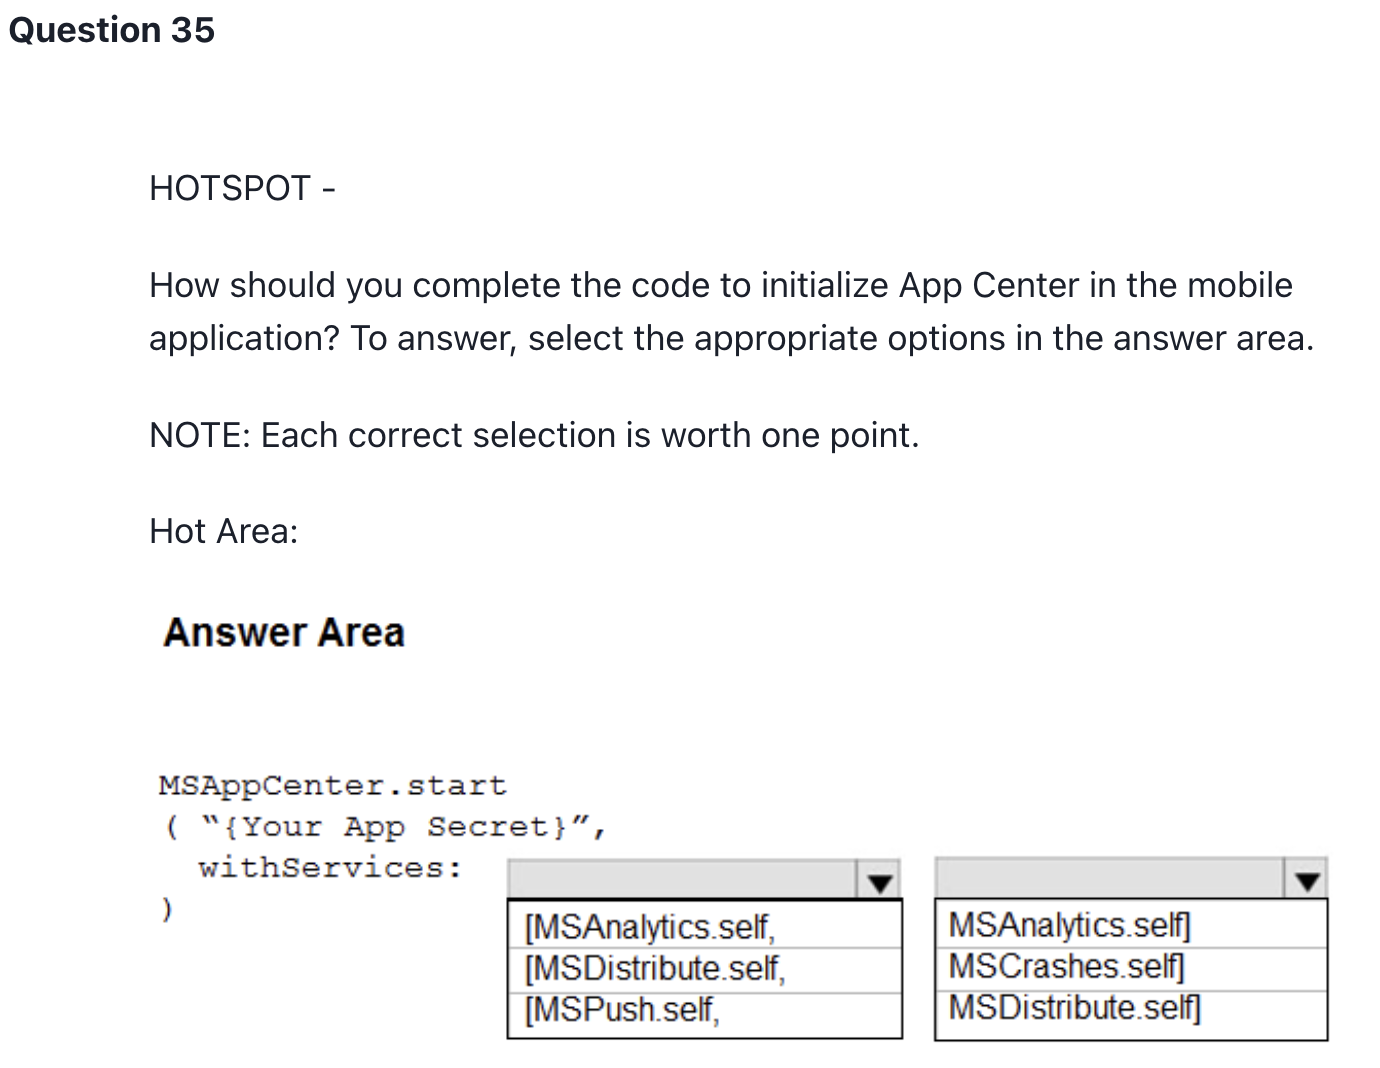 Question 35
HOTSPOT -
How should you complete the code to initialize App Center in the mobile
application? To answer, select the appropriate options in the answer area.
NOTE: Each correct selection is worth one point.
Hot Area:
Answer Area
MSAppCenter.start
( “{Your App Secret}”,
withServices:
)
[MSAnalytics.self,
[MSDistribute.self,
[MSPush.self,
MSAnalytics.self]
MSCrashes.self]
MSDistribute.self]